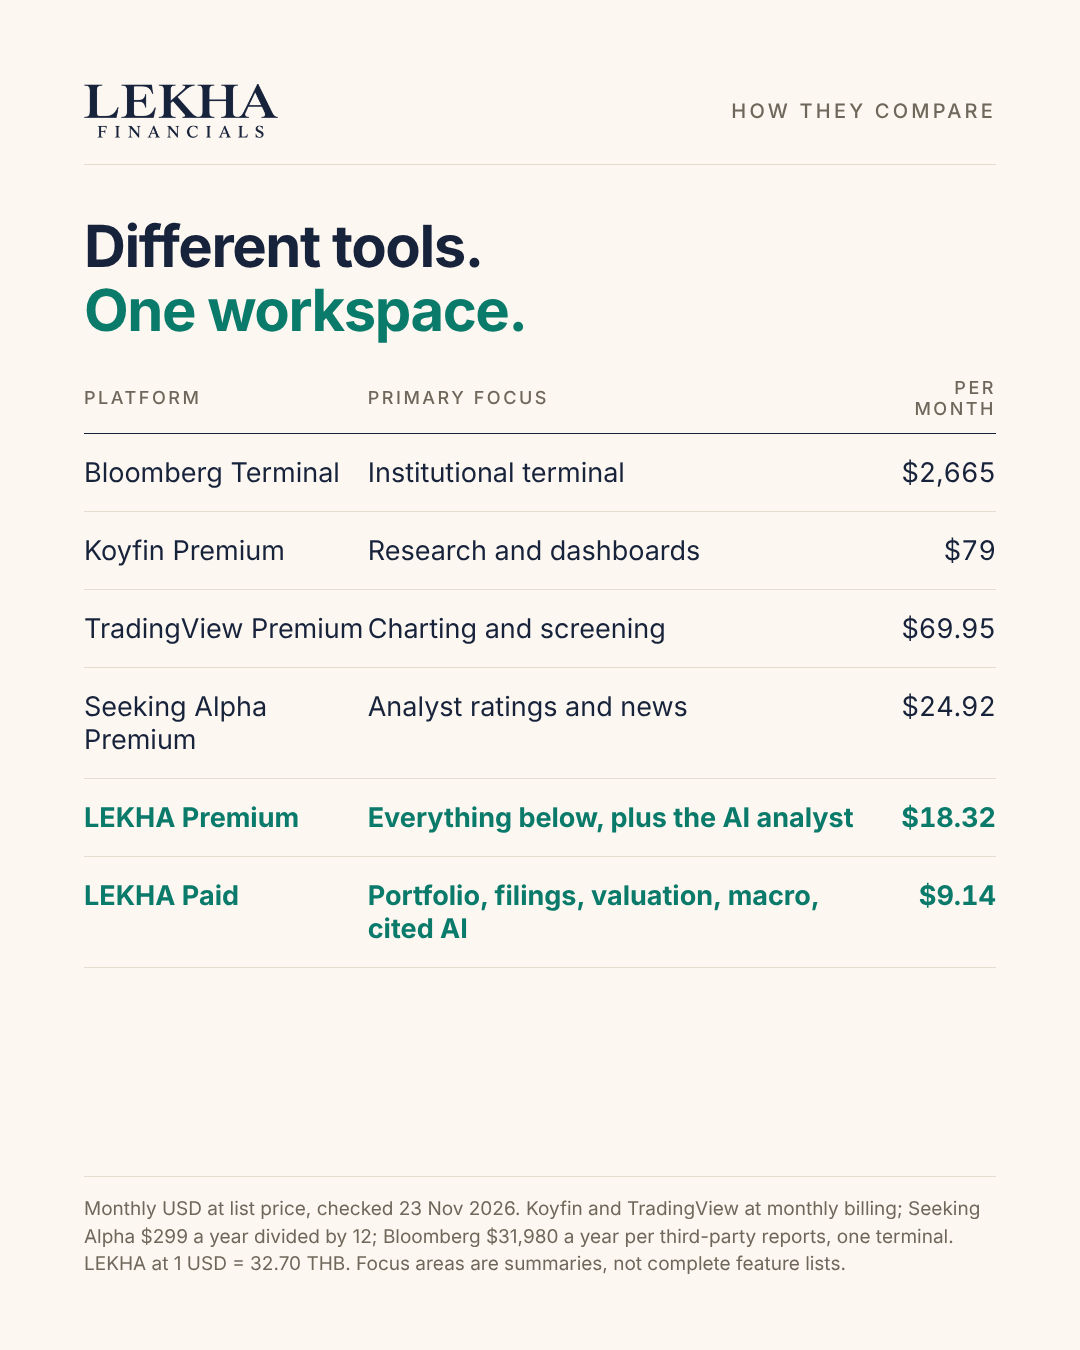 LEKHA
FINANCIALS
HOW THEY COMPARE
Different tools.
One workspace.
PLATFORM PRIMARY FOCUS PER MONTH
Bloomberg Terminal Institutional terminal $2,665
Koyfin Premium Research and dashboards $79
TradingView Premium Charting and screening $69.95
Seeking Alpha Analyst ratings and news $24.92
Premium
LEKHA Premium Everything below, plus the AI analyst $18.32
LEKHA Paid Portfolio, filings, valuation, macro, $9.14
cited AI
Monthly USD at list price, checked 23 Nov 2026. Koyfin and TradingView at monthly billing; Seeking
Alpha $299 a year divided by 12; Bloomberg $31,980 a year per third-party reports, one terminal.
LEKHA at 1 USD = 32.70 THB. Focus areas are summaries, not complete feature lists.